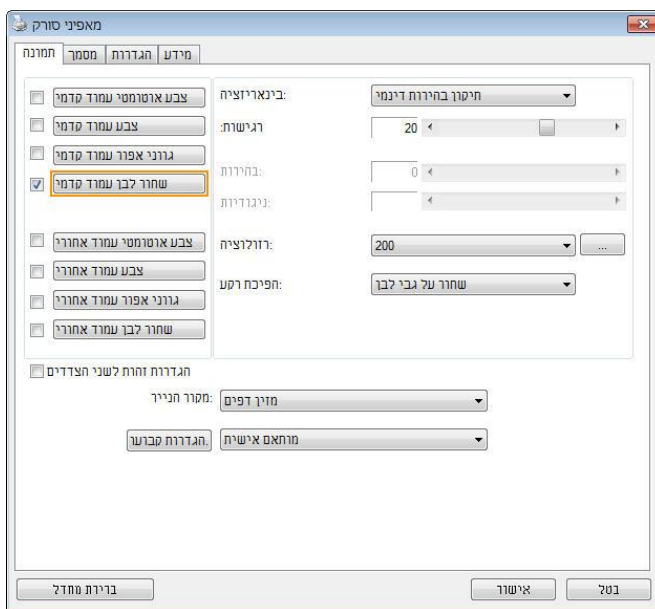 מאפיני סורק
תמונה מסמך הגדרות מידע
צבע אוטומטי עמוד קדמי
צבע עמוד קדמי
גווני אפור עמוד קדמי
שחור לבן עמוד קדמי
צבע אוטומטי עמוד אחורי
צבע עמוד אחורי
גווני אפור עמוד אחורי
שחור לבן עמוד אחורי
בינאריזציה: תיקון בהירות דינמי
רגישות: 20
בהירות: 0
ניגודיות:
רזולוציה: 200 ...
הפיכת רקע: שחור על גבי לבן
הגדרות זהות לשני הצדדים
מקור הנייר: מזין דפים
הגדרות קבוער. מותאם אישית
ברירת מחדל אישור בטל